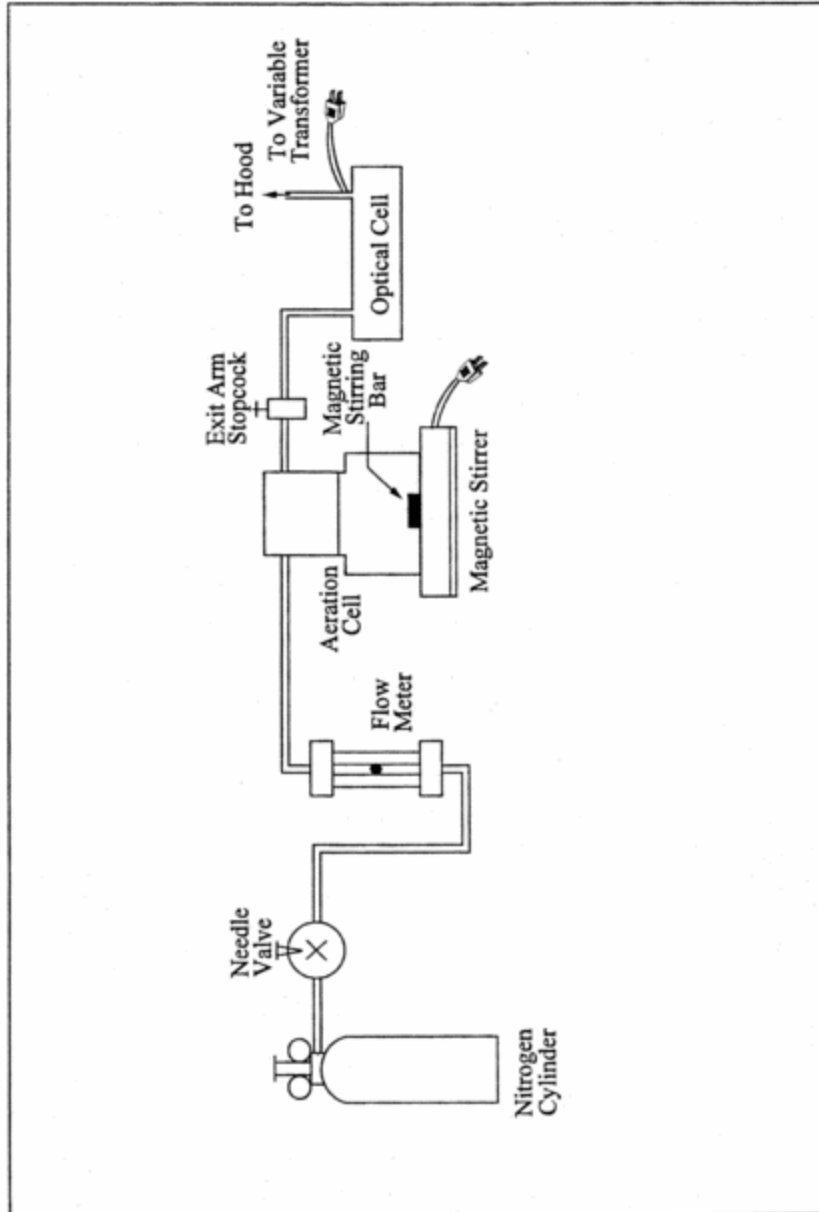 Nitrogen
Cylinder
Needle
Valve
Flow
Meter
Aeration
Cell
Magnetic Stirrer
Magnetic
Stirring
Bar
Exit Arm
Stopcock
Optical Cell
To Hood
To Variable
Transformer